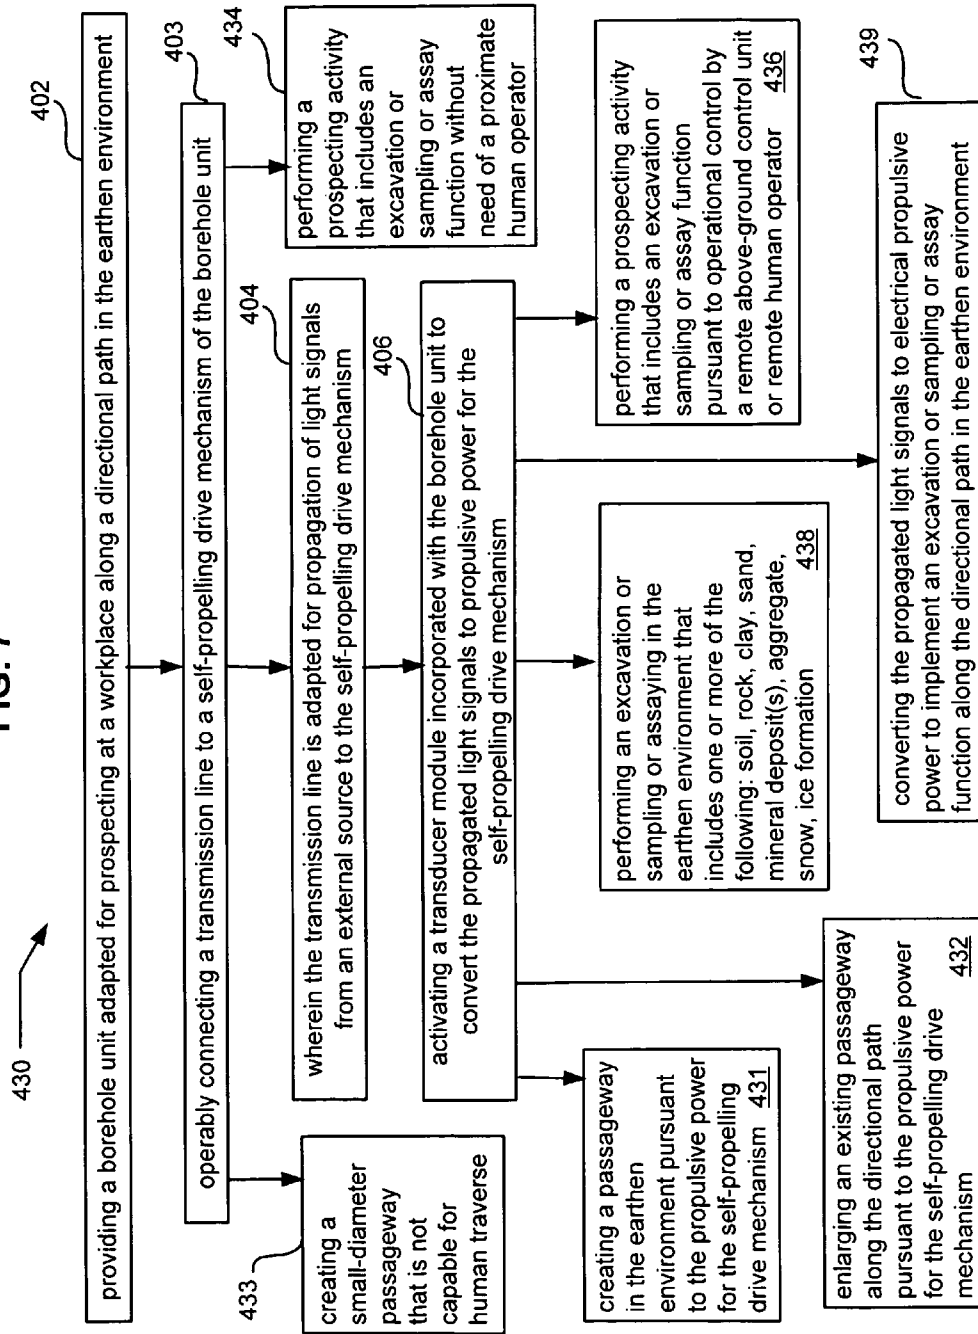 FIG. 7
430
402
providing a borehole unit adapted for prospecting at a workplace along a directional path in the earthen environment
403
operably connecting a transmission line to a self-propelling drive mechanism of the borehole unit
433
creating a
small-diameter
passageway
that is not
capable for
human traverse
404
wherein the transmission line is adapted for propagation of light signals
from an external source to the self-propelling drive mechanism
434
performing a
prospecting activity
that includes an
excavation or
sampling or assay
function without
need of a proximate
human operator
406
activating a transducer module incorporated with the borehole unit to
convert the propagated light signals to propulsive power for the
self-propelling drive mechanism
creating a passageway
in the earthen
environment pursuant
to the propulsive power
for the self-propelling
drive mechanism 431
performing an excavation or
sampling or assaying in the
earthen environment that
includes one or more of the
following: soil, rock, clay, sand,
mineral deposit(s), aggregate,
snow, ice formation 438
performing a prospecting activity
that includes an excavation or
sampling or assay function
pursuant to operational control by
a remote above-ground control unit
or remote human operator 436
enlarging an existing passageway
along the directional path
pursuant to the propulsive power
for the self-propelling drive
mechanism 432
439
converting the propagated light signals to electrical propulsive
power to implement an excavation or sampling or assay
function along the directional path in the earthen environment